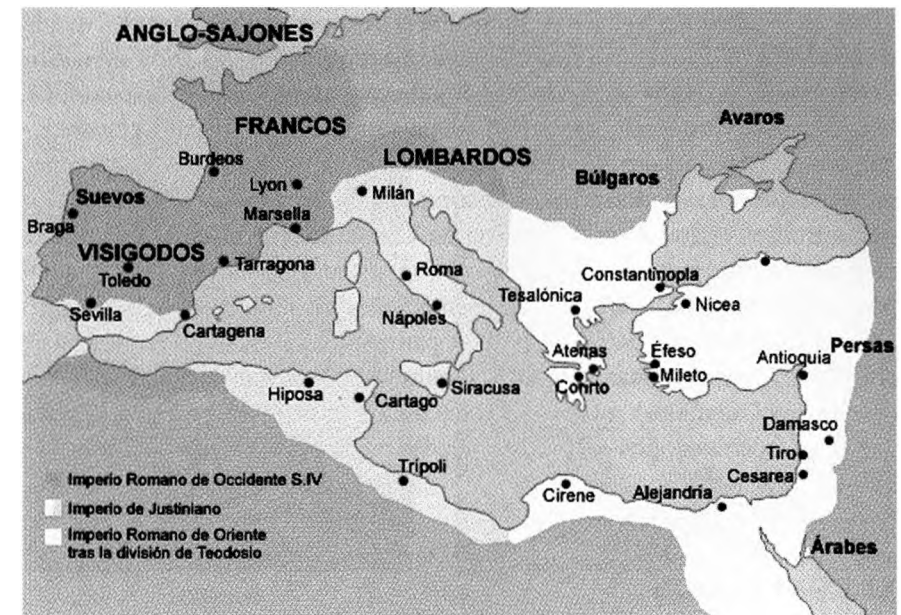 ANGLO-SAJONES
Avaros
FRANCOS
Burdeos
LOMBARDOS
Búlgaros
Lyon
Milán
Suevos
Marsella
Braga
VISIGODOS
Tarragona
Toledo
Roma
Constantinopla
Tesalónica
Nicea
Sevilla
Cartagena
Nápoles
Atenas
Éfeso
Antioquia
Persas
Hiposa
Cartago
Siracusa
Conrto
Mileto
Damasco
Tiro
Trípoli
Cesarea
Cirene
Alejandría
Imperio Romano de Occidente S.IV
Imperio de Justiniano
Imperio Romano de Oriente
tras la división de Teodosio
Árabes